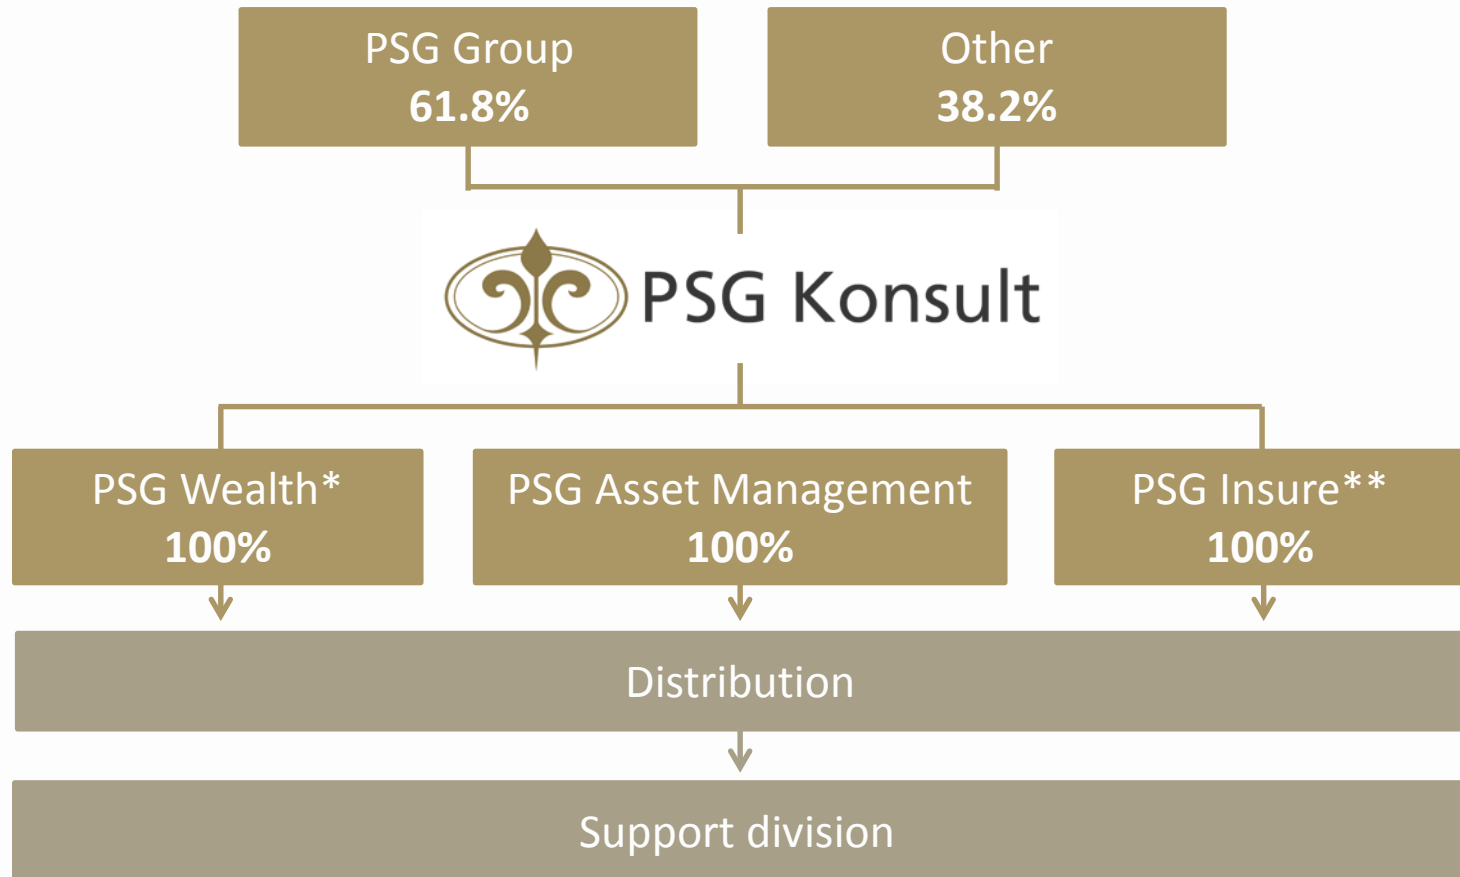 PSG Group
61.8%
Other
38.2%
PSG Konsult
PSG Wealth*
100%
PSG Asset Management
100%
PSG Insure**
100%
Distribution
Support division